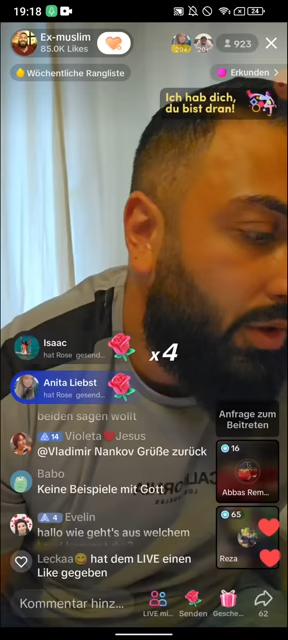 19:18
24
Ex-muslim
85.0K Likes
20+
20+
923
Wöchentliche Rangliste
Erkunden >
Ich hab dich,
du bist dran!
Isaac
hat Rose gesend...
x4
Anita Liebst
hat Rose gesend...
beiden sagen wollt
14 Violeta❤️Jesus
@Vladimir Nankov Grüße zurück
Babo
Keine Beispiele mit Gott !
4 Evelin
hallo wie geht's aus welchem
Leckaa😊 hat dem LIVE einen
Like gegeben
Anfrage zum
Beitreten
16
Abbas Rem...
65
Reza
Kommentar hinz...
LIVE mi...
Senden
Gesche...
62